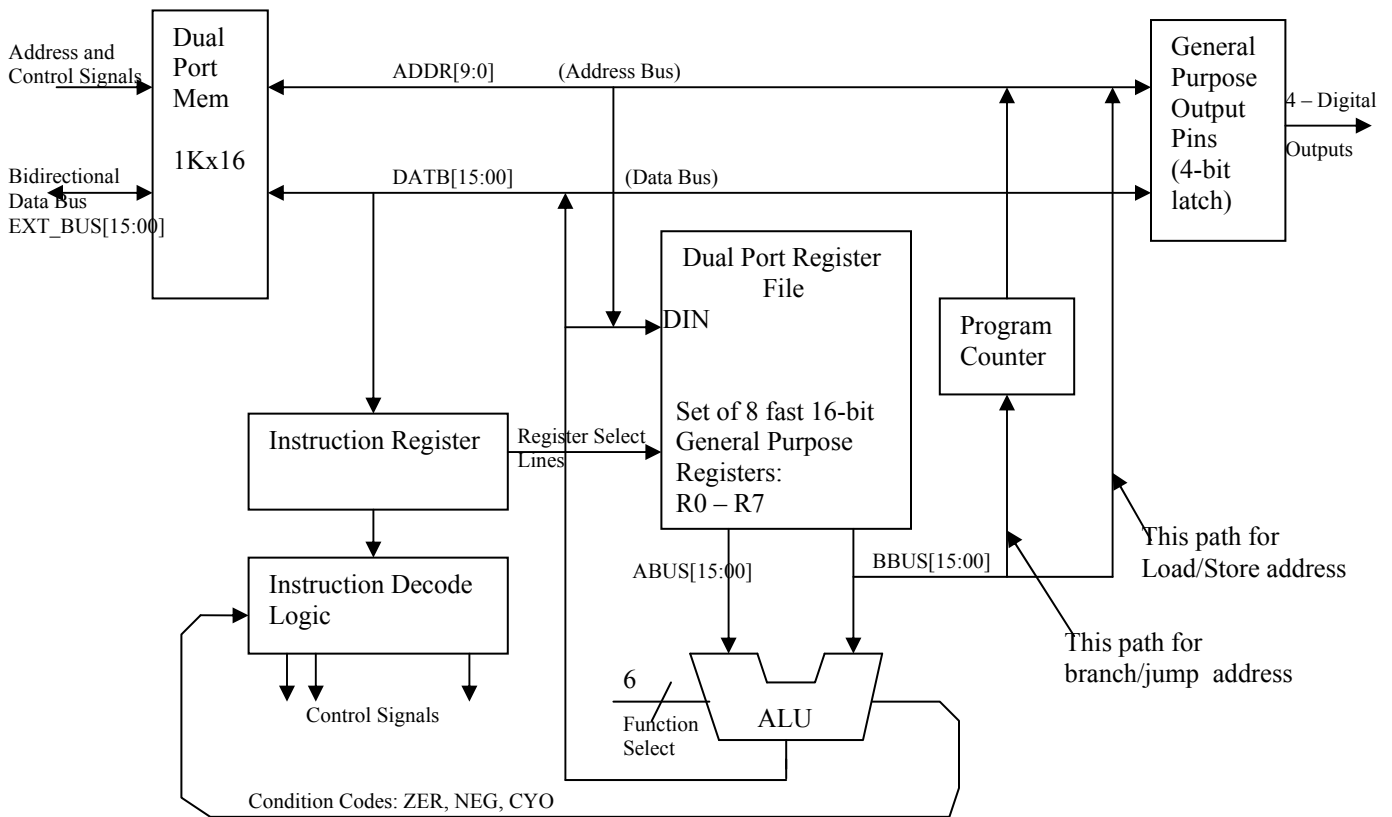 Address and
Control Signals
Dual
Port
Mem
1Kx16
ADDR[9:0]
(Address Bus)
General
Purpose
Output
Pins
(4-bit
latch)
4 – Digital
Outputs
Bidirectional
Data Bus
EXT_BUS[15:00]
DATB[15:00]
(Data Bus)
Dual Port Register
File
DIN
Set of 8 fast 16-bit
General Purpose
Registers:
R0 – R7
Program
Counter
Instruction Register
Register Select
Lines
Instruction Decode
Logic
Control Signals
ABUS[15:00]
BBUS[15:00]
This path for
Load/Store address
This path for
branch/jump address
6
Function
Select
ALU
Condition Codes: ZER, NEG, CYO